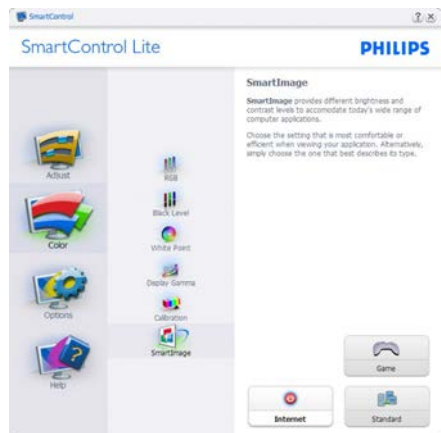 SmartControl
SmartControl Lite
PHILIPS
Adjust
Color
Options
Help
RGB
Black Level
White Point
Display Gamma
Calibration
SmartImage
SmartImage
SmartImage provides different brightness and
contrast levels to accomodate today's wide range of
computer applications.
Choose the setting that is most comfortable or
efficient when viewing your application. Alternatively,
simply choose the one that best describes its type.
Game
Internet
Standard